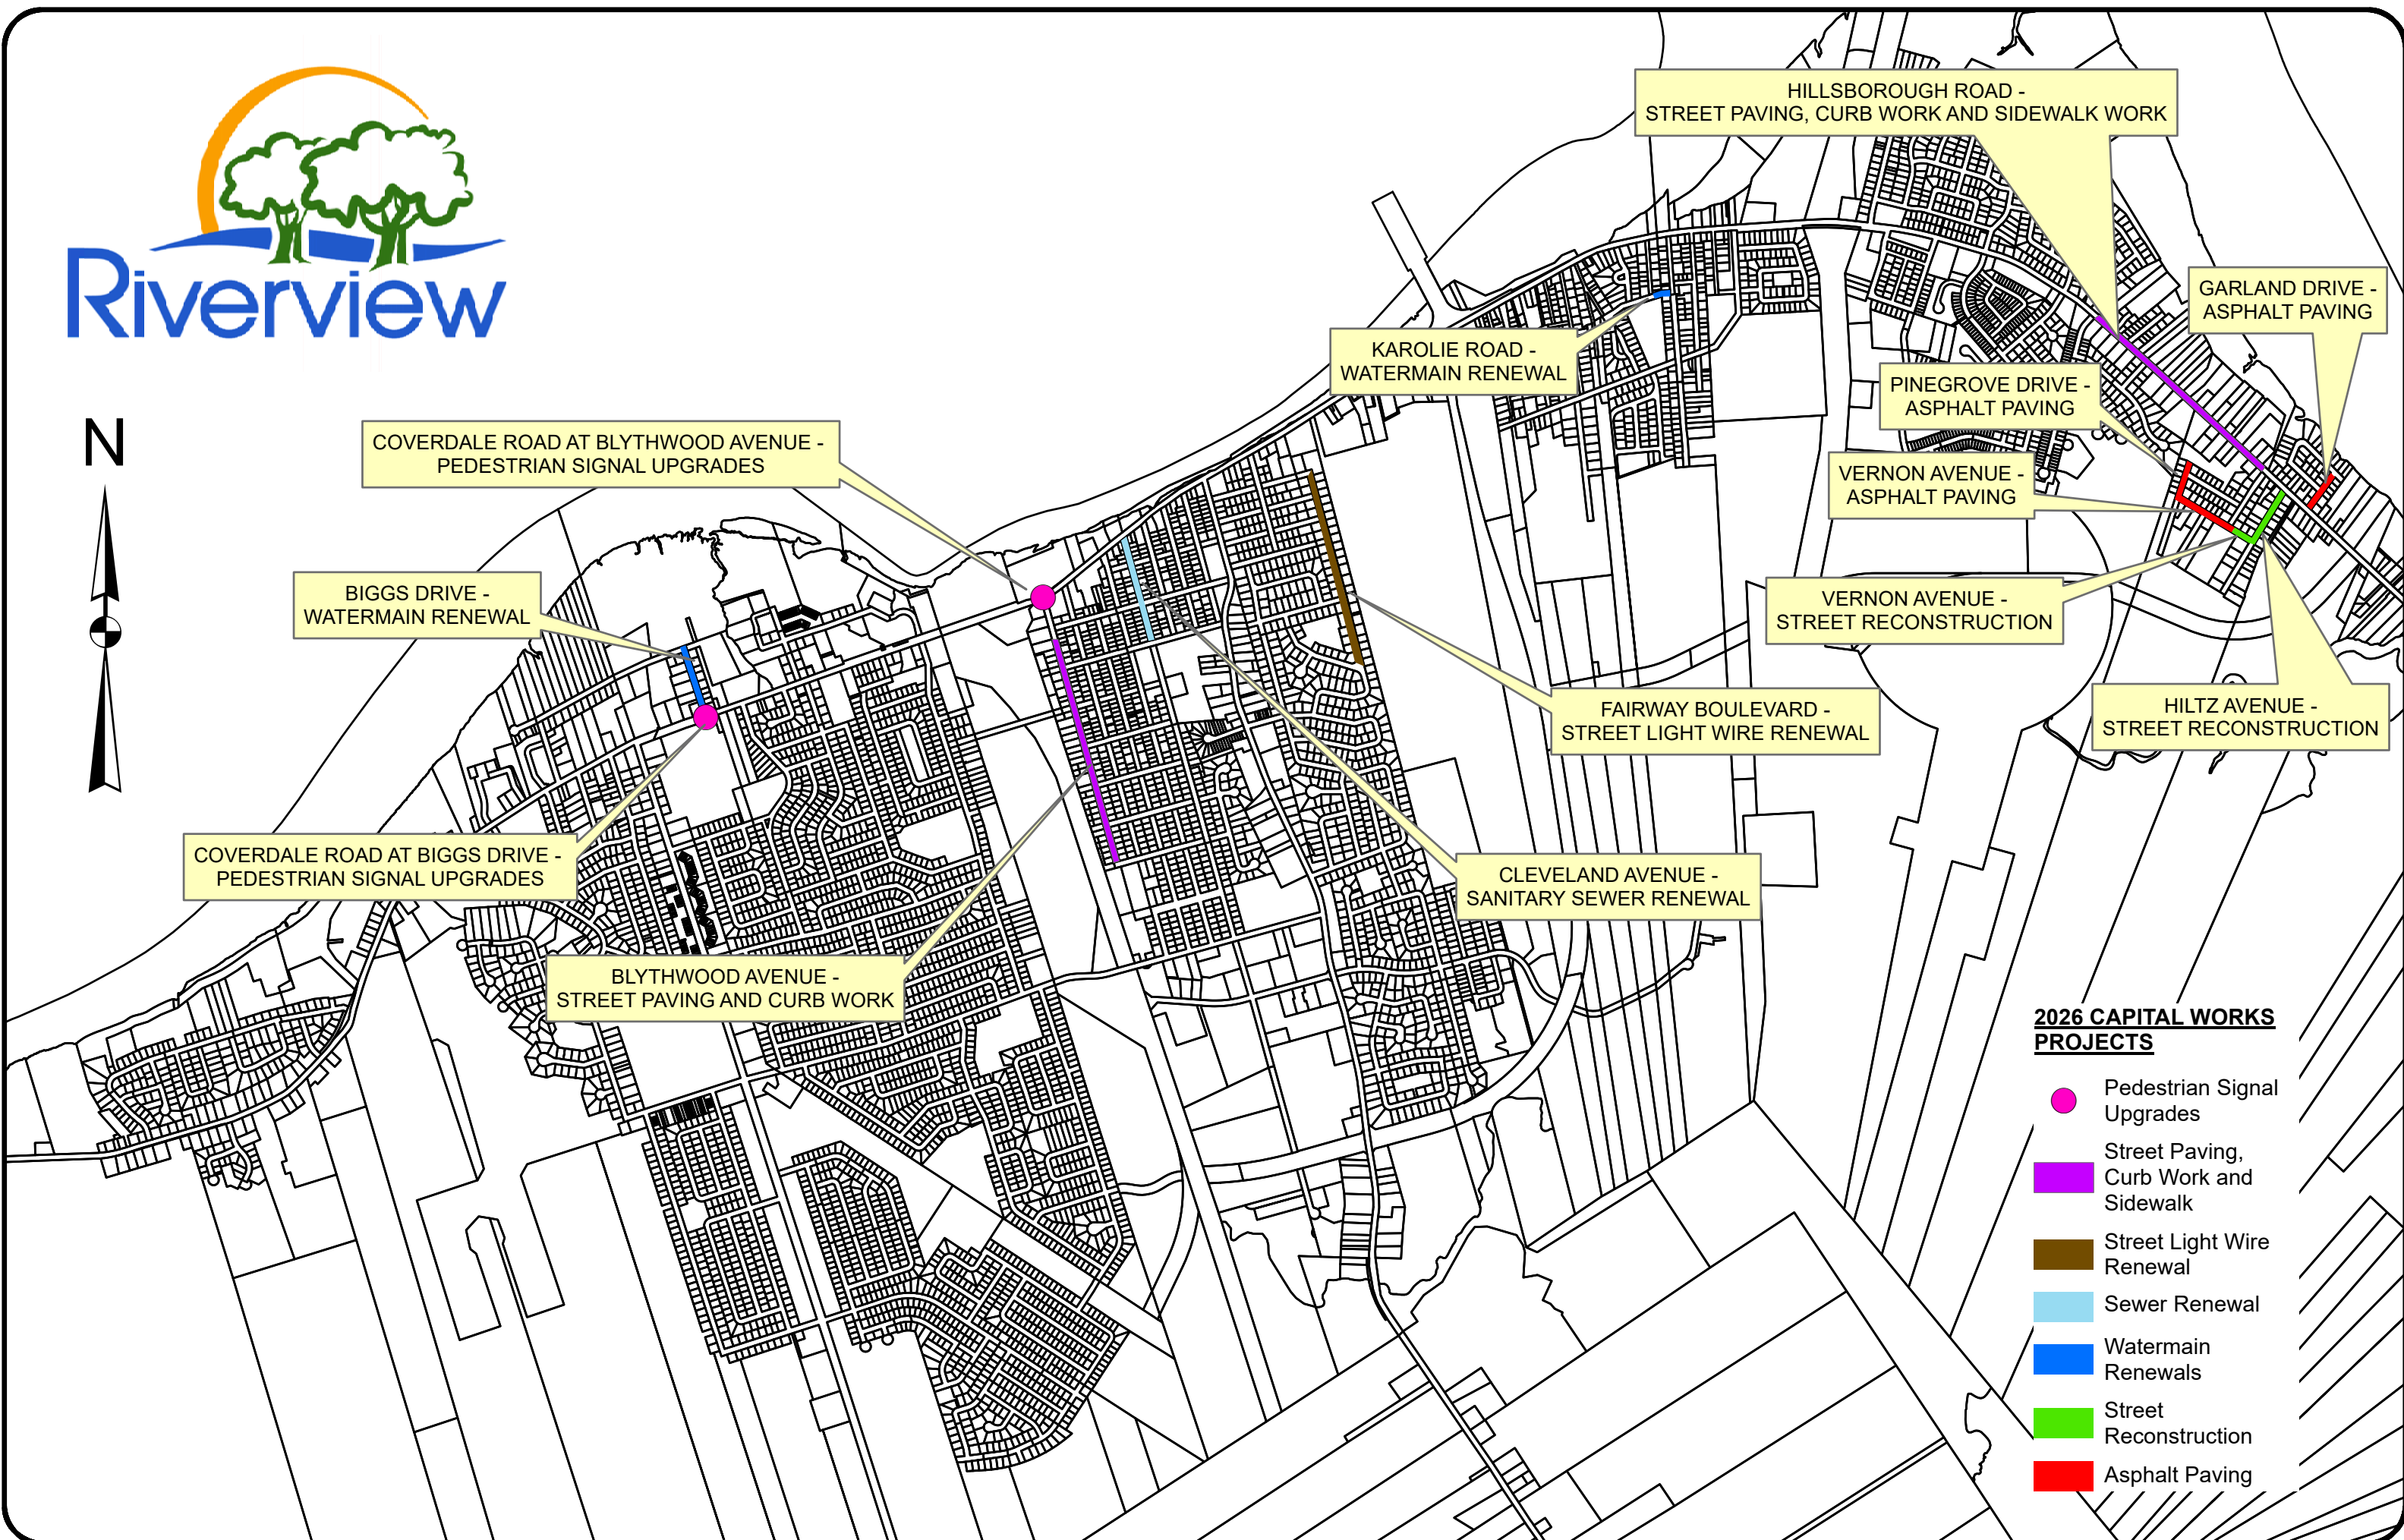 Riverview
N
HILLSBOROUGH ROAD -
STREET PAVING, CURB WORK AND SIDEWALK WORK
GARLAND DRIVE -
ASPHALT PAVING
KAROLIE ROAD -
WATERMAIN RENEWAL
PINEGROVE DRIVE -
ASPHALT PAVING
COVERDALE ROAD AT BLYTHWOOD AVENUE -
PEDESTRIAN SIGNAL UPGRADES
VERNON AVENUE -
ASPHALT PAVING
BIGGS DRIVE -
WATERMAIN RENEWAL
VERNON AVENUE -
STREET RECONSTRUCTION
FAIRWAY BOULEVARD -
STREET LIGHT WIRE RENEWAL
HILTZ AVENUE -
STREET RECONSTRUCTION
COVERDALE ROAD AT BIGGS DRIVE -
PEDESTRIAN SIGNAL UPGRADES
CLEVELAND AVENUE -
SANITARY SEWER RENEWAL
BLYTHWOOD AVENUE -
STREET PAVING AND CURB WORK
2026 CAPITAL WORKS
PROJECTS
Pedestrian Signal
Upgrades
Street Paving,
Curb Work and
Sidewalk
Street Light Wire
Renewal
Sewer Renewal
Watermain
Renewals
Street
Reconstruction
Asphalt Paving